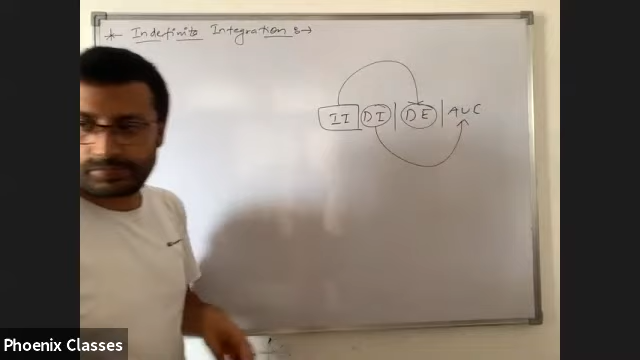 * Indefinite Integration :→
II DI | DE | AUC
Phoenix Classes